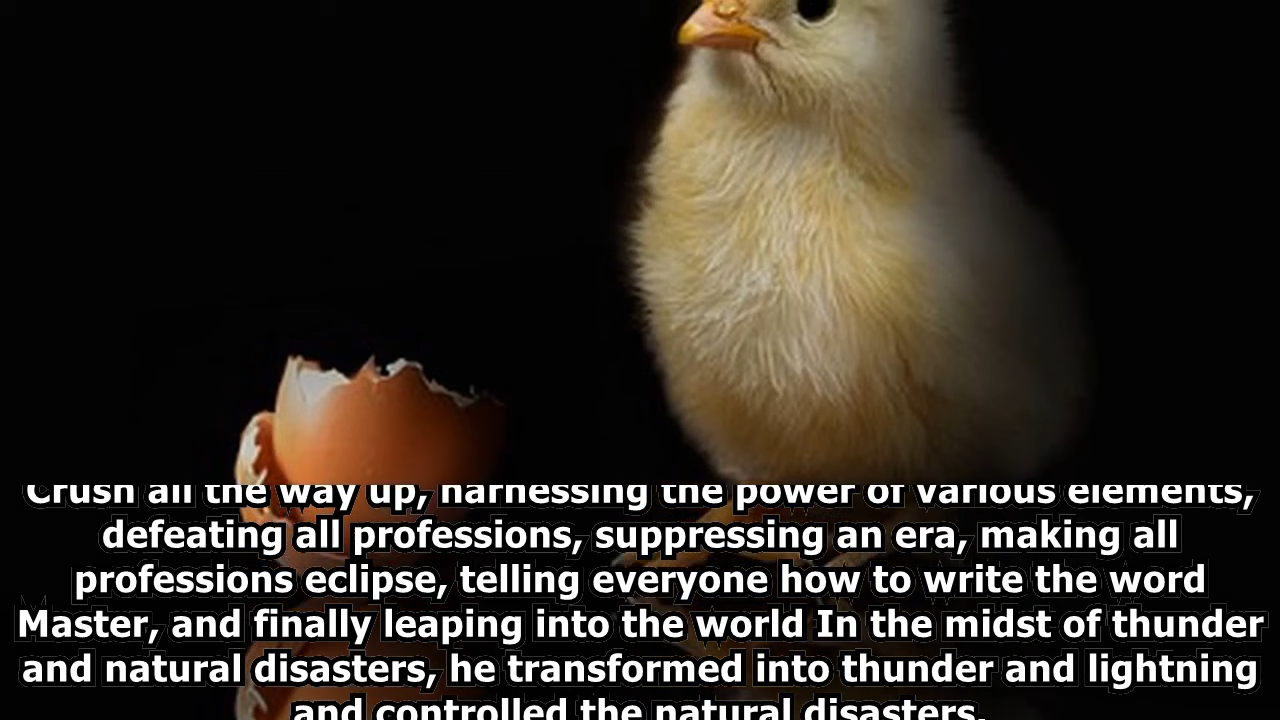 Crush all the way up, harnessing the power of various elements,
defeating all professions, suppressing an era, making all
professions eclipse, telling everyone how to write the word
Master, and finally leaping into the world In the midst of thunder
and natural disasters, he transformed into thunder and lightning
and controlled the natural disasters.